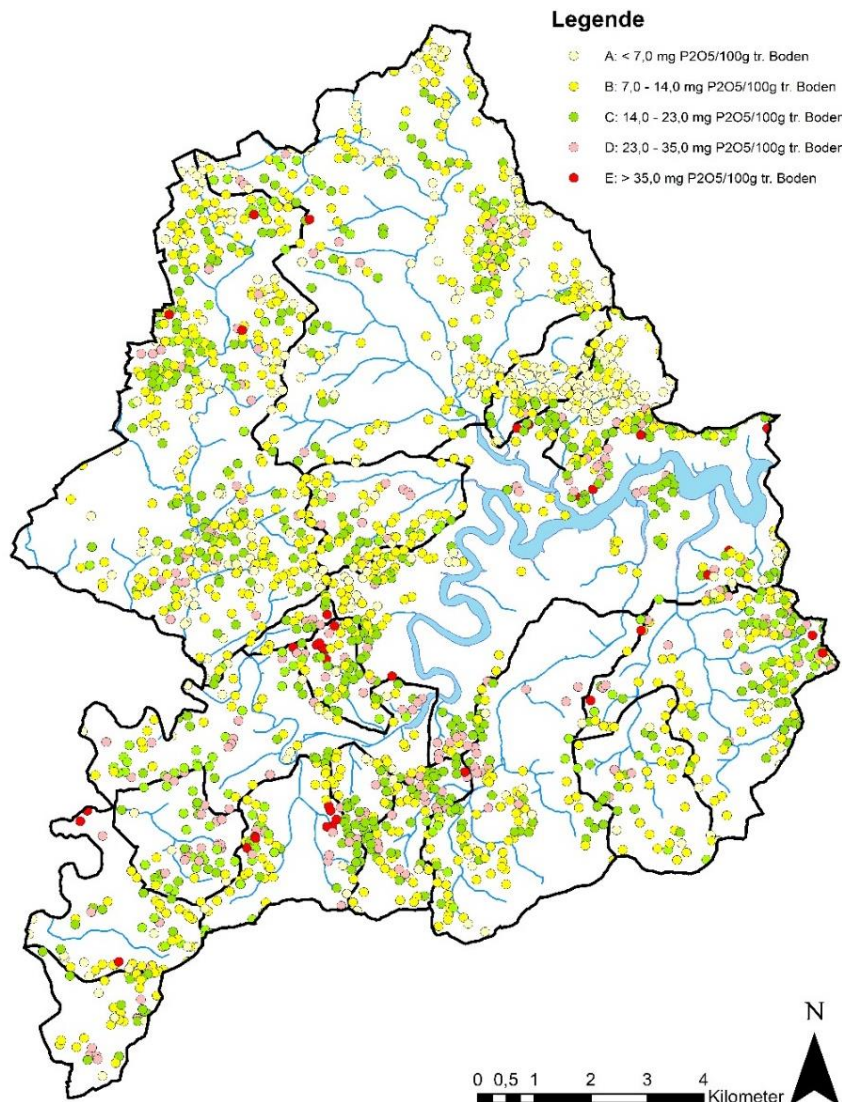 Legende
A: < 7,0 mg P2O5/100g tr. Boden
B: 7,0 - 14,0 mg P2O5/100g tr. Boden
C: 14,0 - 23,0 mg P2O5/100g tr. Boden
D: 23,0 - 35,0 mg P2O5/100g tr. Boden
E: > 35,0 mg P2O5/100g tr. Boden
N
0 0,5 1 2 3 4
Kilometer